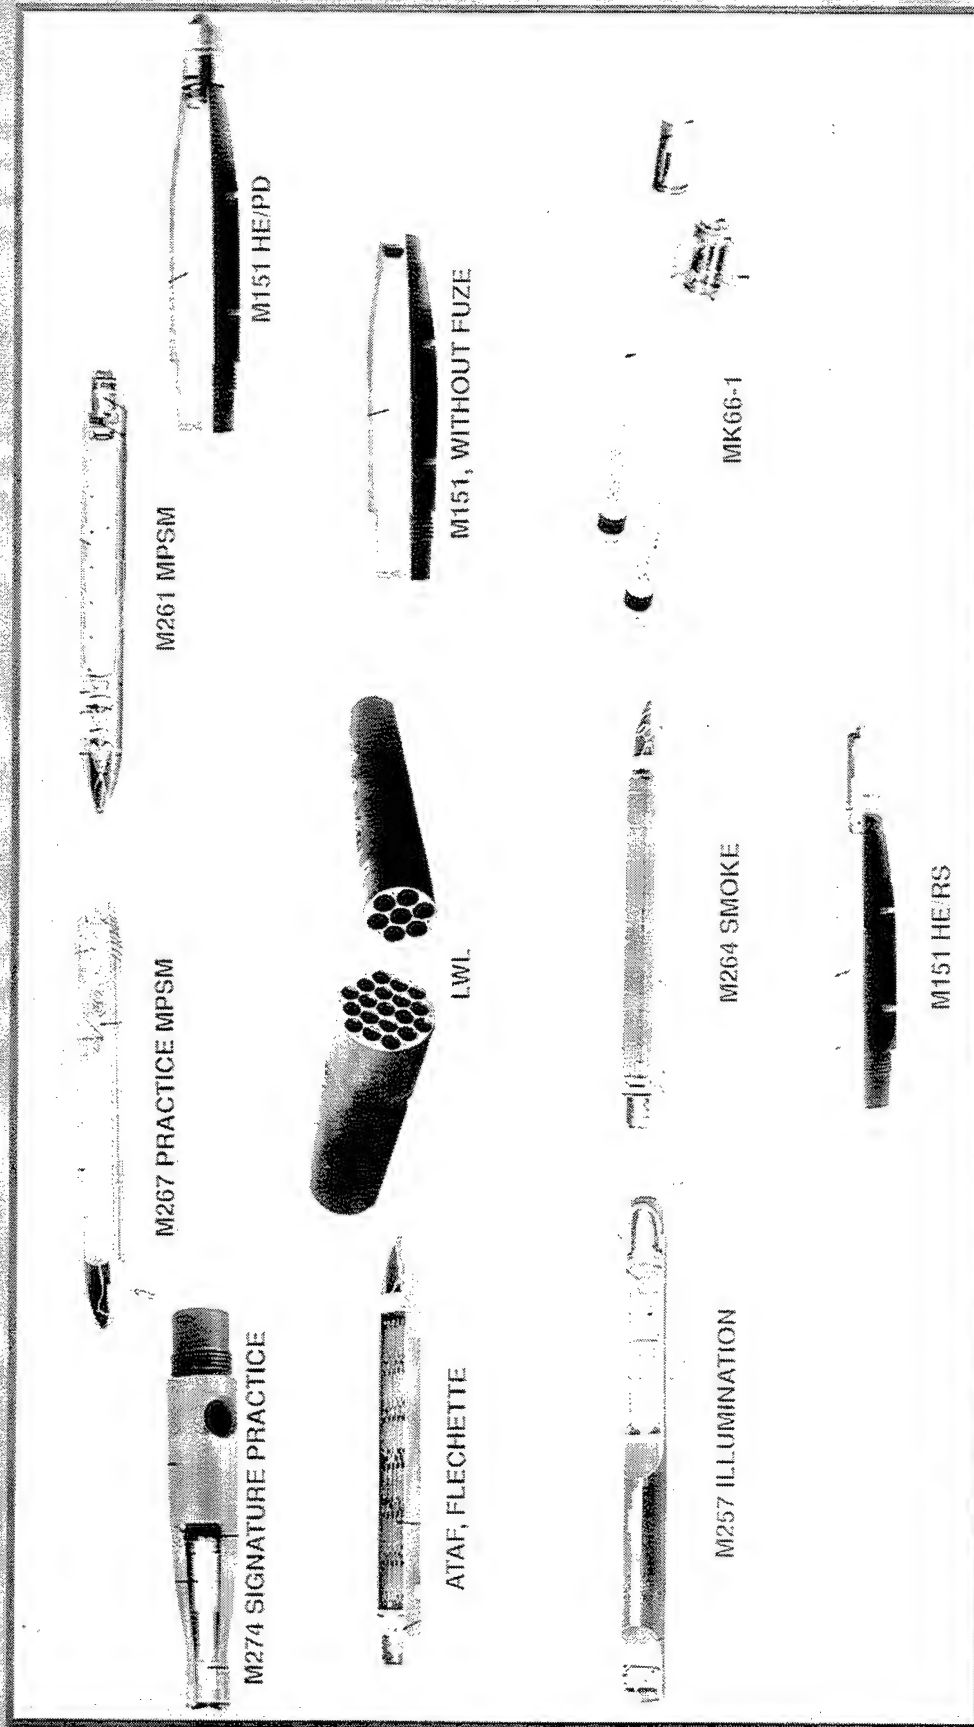 M274 SIGNATURE PRACTICE
M267 PRACTICE MPSM
M261 MPSM
M151 HE/PD
ATAF, FLECHETTE
LWL
M151, WITHOUT FUZE
M257 ILLUMINATION
M264 SMOKE
MK66-1
M151 HE/RS